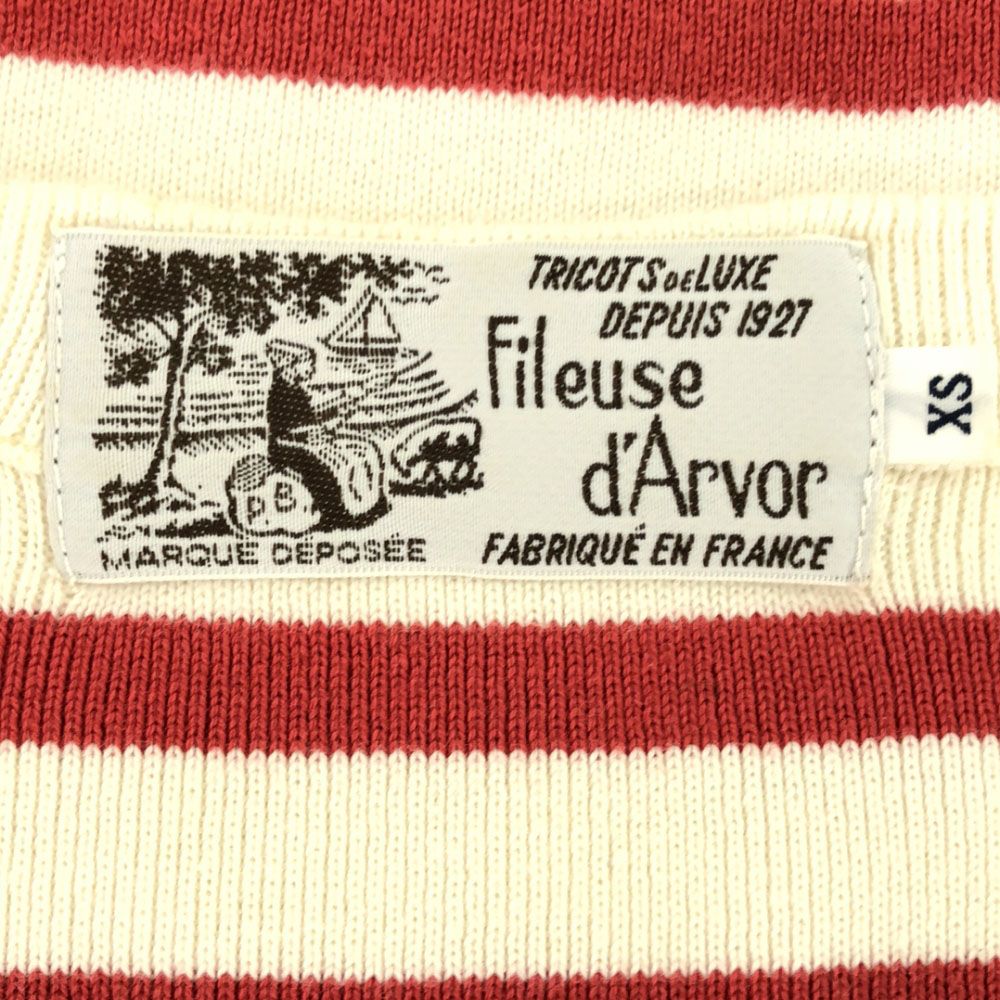 TRICOTS DE LUXE
DEPUIS 1927
Fileuse
d'Arvor
FABRIQUÉ EN FRANCE
P.B.
MARQUE DÉPOSÉE
XS